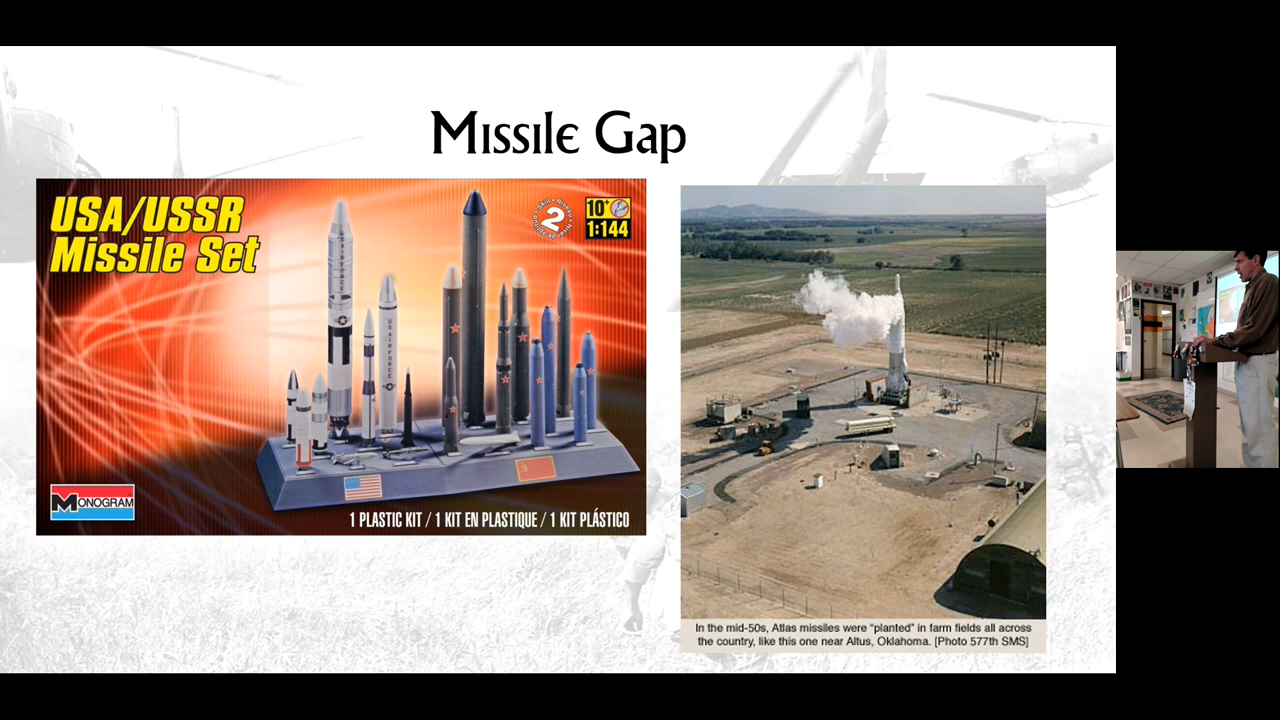 Missile Gap
USA/USSR
Missile Set
2
10+
1:144
U.S. AIR FORCE
MONOGRAM
1 PLASTIC KIT / 1 KIT EN PLASTIQUE / 1 KIT PLÁSTICO
In the mid-50s, Atlas missiles were “planted” in farm fields all across
the country, like this one near Altus, Oklahoma. [Photo 577th SMS]